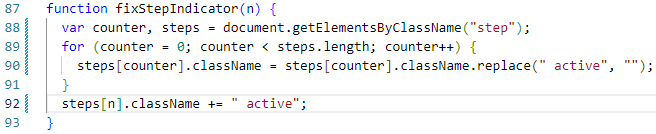 87 function fixStepIndicator(n) {
88   var counter, steps = document.getElementsByClassName("step");
89   for (counter = 0; counter < steps.length; counter++) {
90     steps[counter].className = steps[counter].className.replace(" active", "");
91   }
92   steps[n].className += " active";
93 }